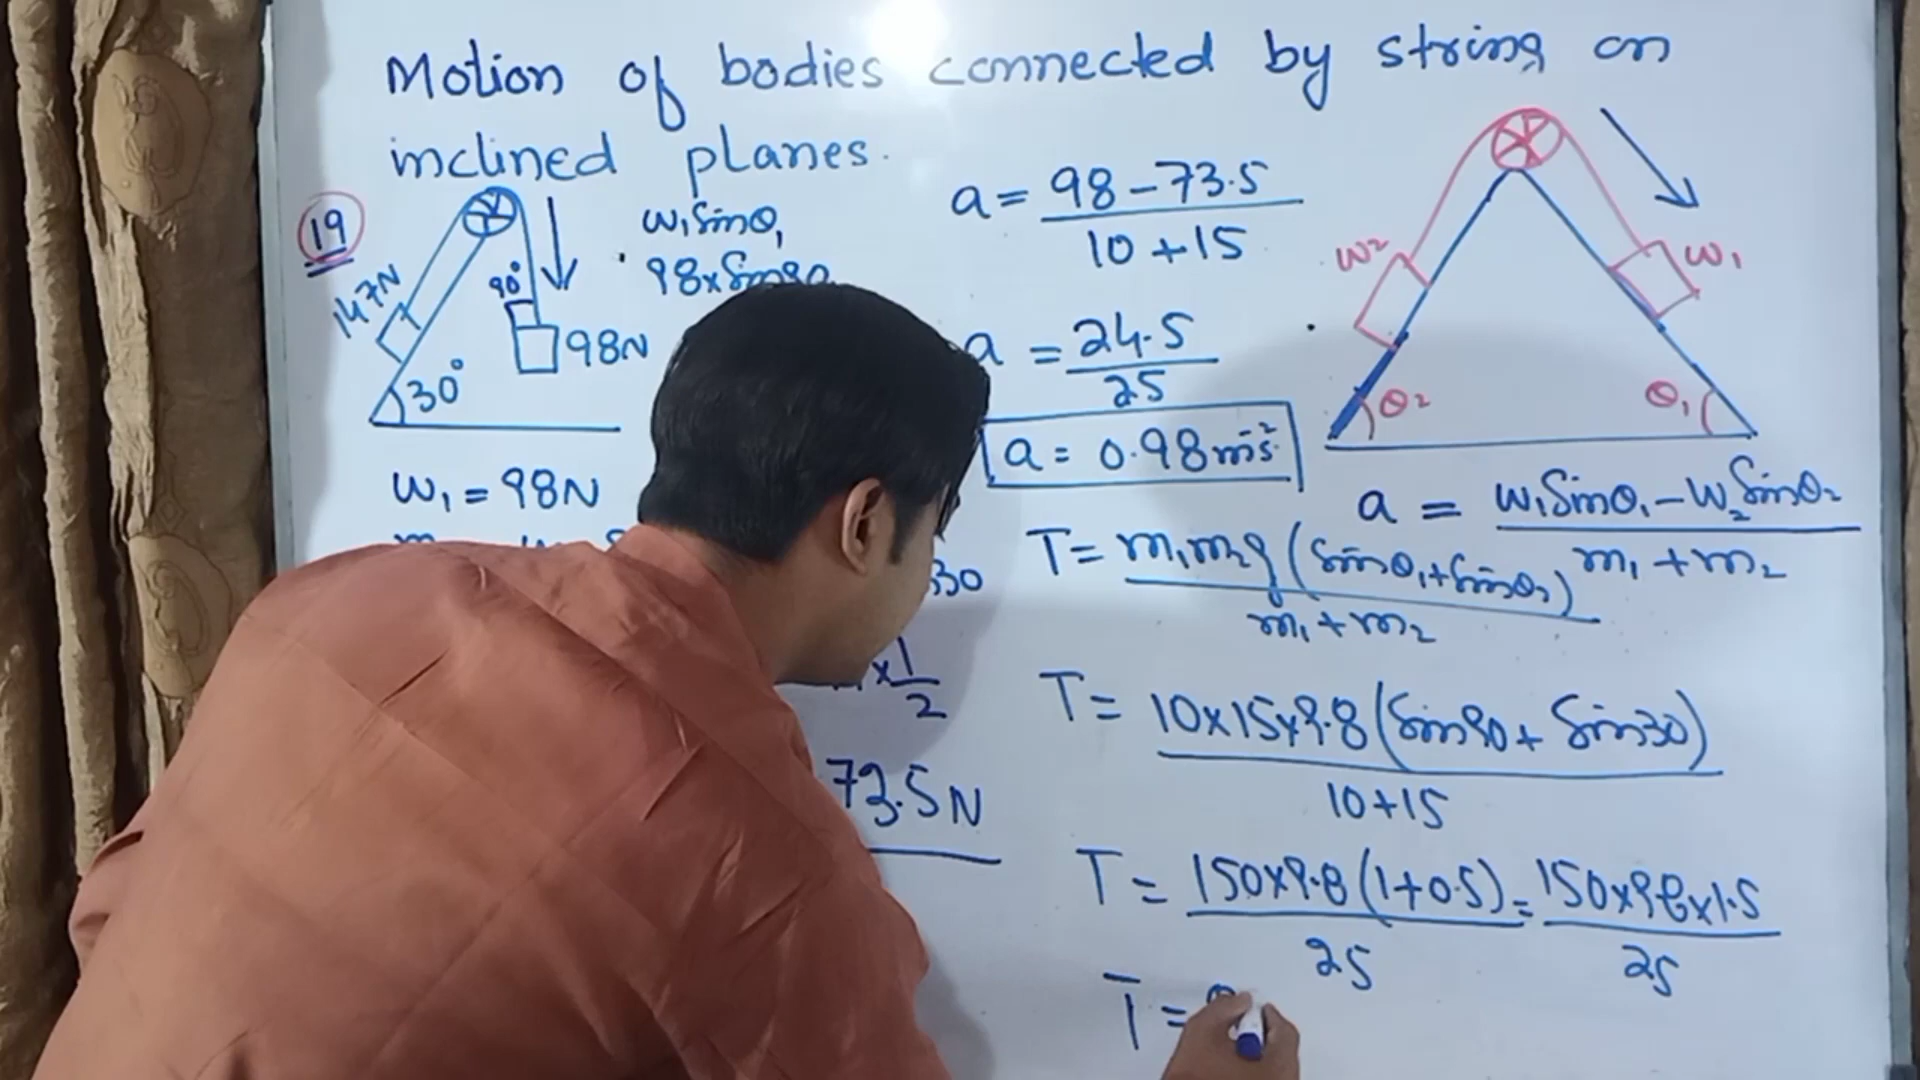 Motion of bodies connected by string on
inclined planes.
19
147N
90°
98N
30°
W₁ Sinθ₁
98×Sin90
W₁ = 98N
30
×1/2
73.5N
a = (98 - 73.5)/(10 + 15)
a = 24.5/25
a = 0.98 ms⁻²
W₂
W₁
θ₂
θ₁
a = (W₁Sinθ₁ - W₂Sinθ₂)/(m₁ + m₂)
T = m₁m₂g (Sinθ₁ + Sinθ₂)/(m₁ + m₂)
T = 10×15×9.8 (Sin90 + Sin30)/(10+15)
T = 150×9.8 (1+0.5)/25 = 150×9.8×1.5/25
T =